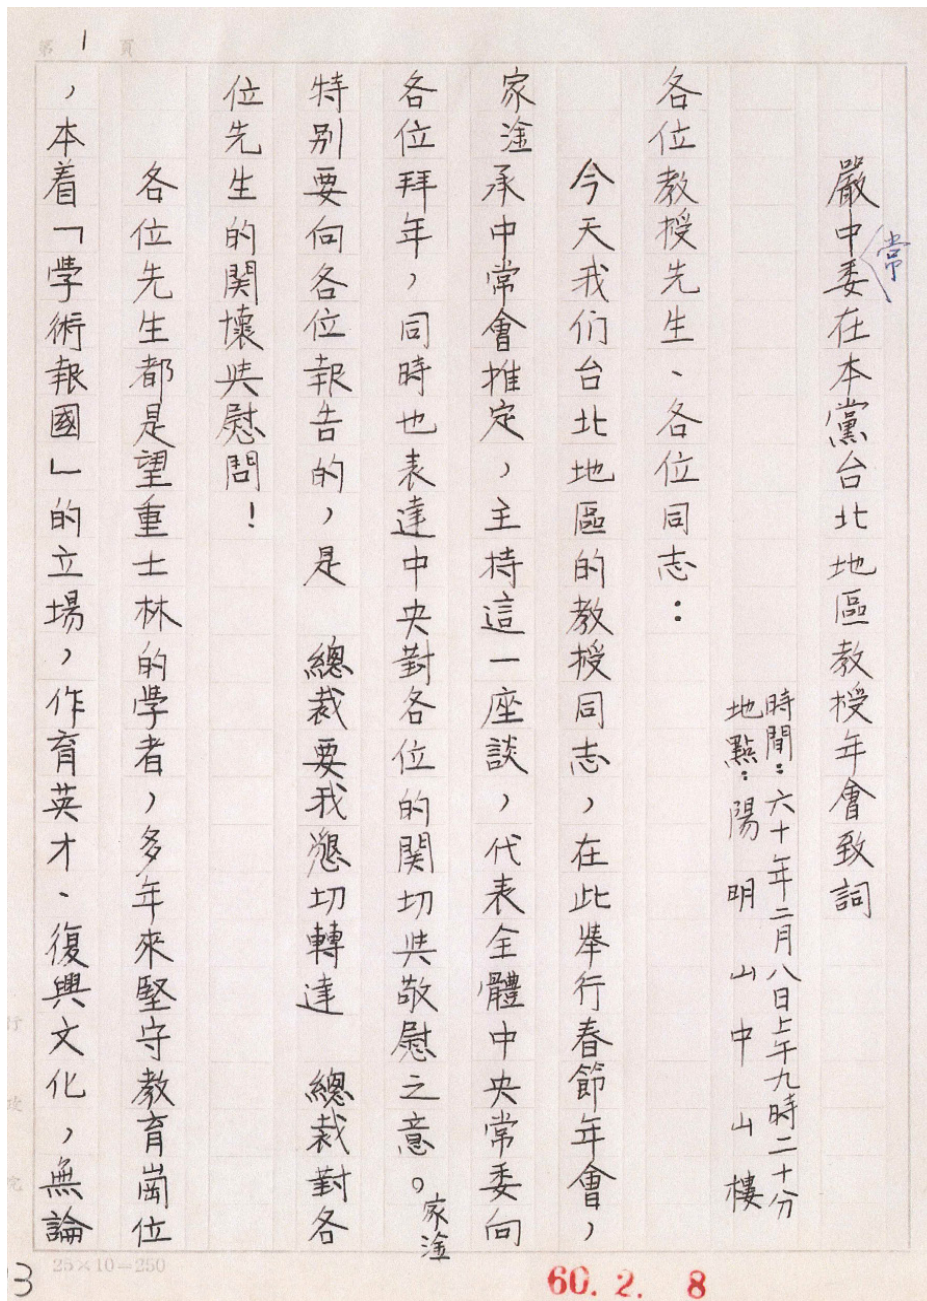 第 1 頁
嚴中常委在本黨台北地區教授年會致詞
時間：六十年二月八日上午九時二十分
地點：陽明山中山樓
各位教授先生、各位同志：
今天我们台北地區的教授同志，在此舉行春節年會，
家淦承中常會推定，主持這一座談，代表全體中央常委向
各位拜年，同時也表達中央對各位的関切與敬慰之意。家淦
特别要向各位報告的，是　總裁要我懇切轉達　總裁對各
位先生的関懷與慰問！
各位先生都是望重士林的學者，多年來堅守教育崗位
，本着「學術報國」的立場，作育英才、復興文化，無論
行政院
25×10=250
60. 2. 8